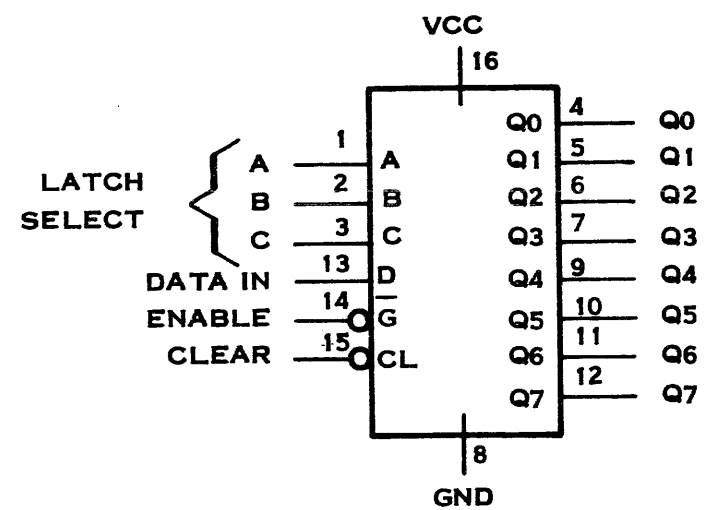 VCC
16
Q0 4 Q0
1
A A Q1 5 Q1
LATCH
SELECT
2
B B Q2 6 Q2
3
C C Q3 7 Q3
DATA IN 13 D Q4 9 Q4
ENABLE 14 G Q5 10 Q5
CLEAR 15 CL Q6 11 Q6
Q7 12 Q7
8
GND